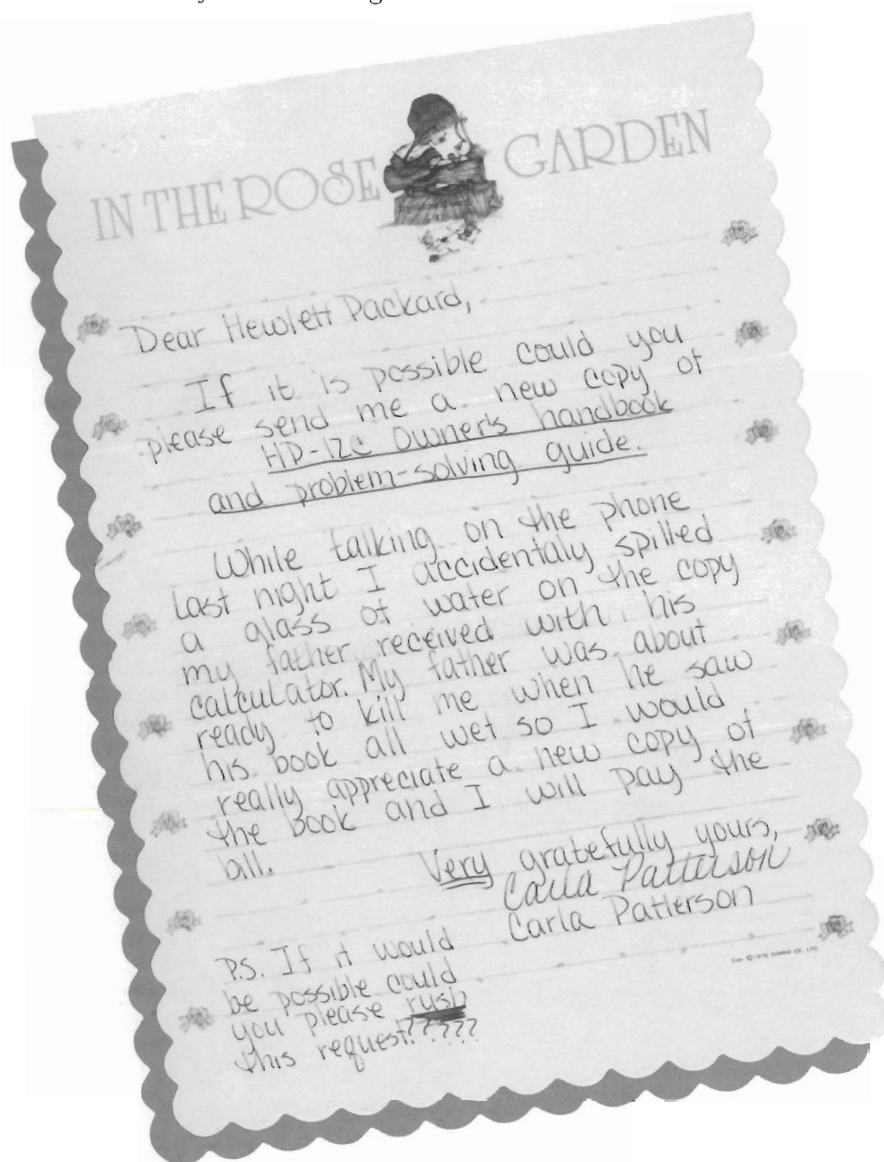 IN THE ROSE GARDEN
Dear Hewlett Packard,
If it is possible could you
please send me a new copy of
HP-12C Owner's handbook
and problem-solving guide.
While talking on the phone
last night I accidentaly spilled
a glass of water on the copy
my father received with his
calculator. My father was about
ready to kill me when he saw
his book all wet so I would
really appreciate a new copy of
the book and I will pay the
bill.
Very gratefully yours,
Carla Patterson
Carla Patterson
P.S. If it would
be possible could
you please rush
this request?????